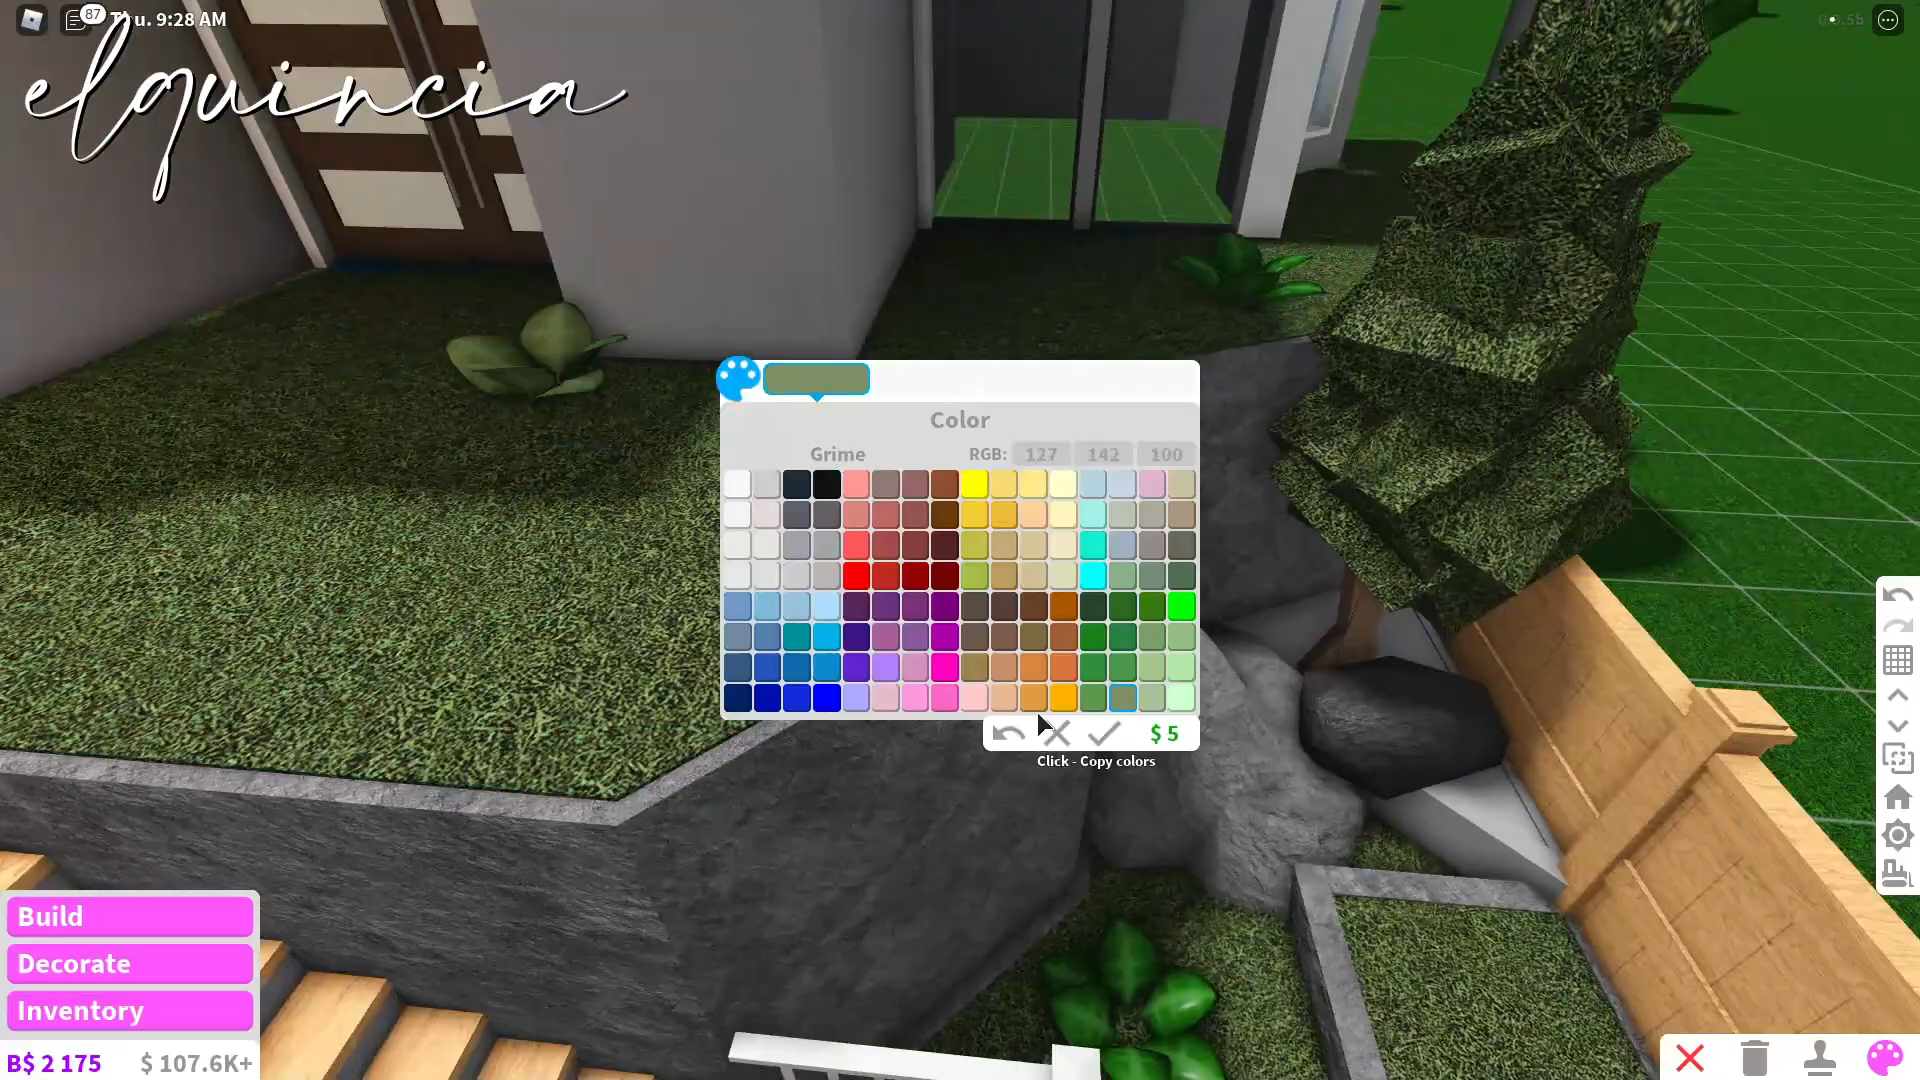 87
Thu. 9:28 AM
elquincia
Color
Grime
RGB: 127 142 100
$ 5
Click - Copy colors
Build
Decorate
Inventory
B$ 2 175
$ 107.6K+